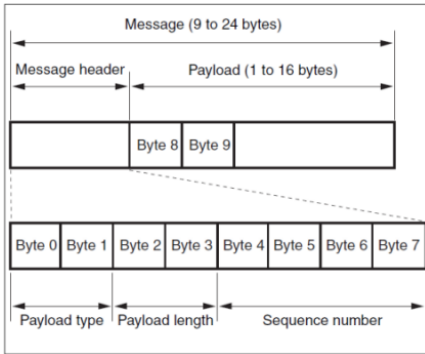 Message (9 to 24 bytes)
Message header Payload (1 to 16 bytes)
Byte 8 Byte 9
Byte 0 Byte 1 Byte 2 Byte 3 Byte 4 Byte 5 Byte 6 Byte 7
Payload type Payload length Sequence number